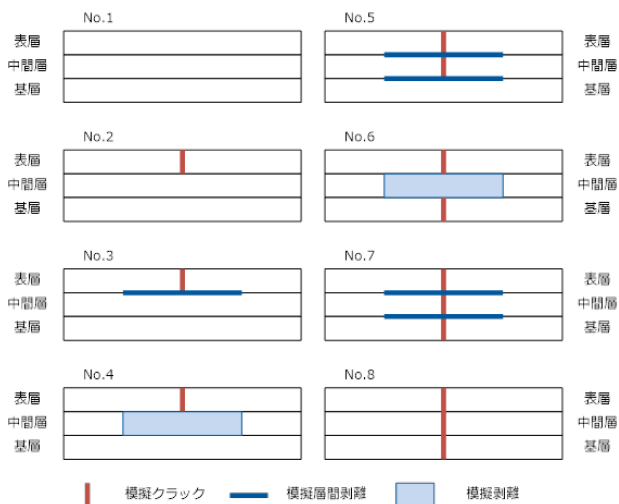 No.1
No.5
表層
中間層
基層
表層
中間層
基層
No.2
No.6
表層
中間層
基層
表層
中間層
基層
No.3
No.7
表層
中間層
基層
表層
中間層
基層
No.4
No.8
表層
中間層
基層
表層
中間層
基層
模擬クラック 模擬層間剥離 模擬剥離